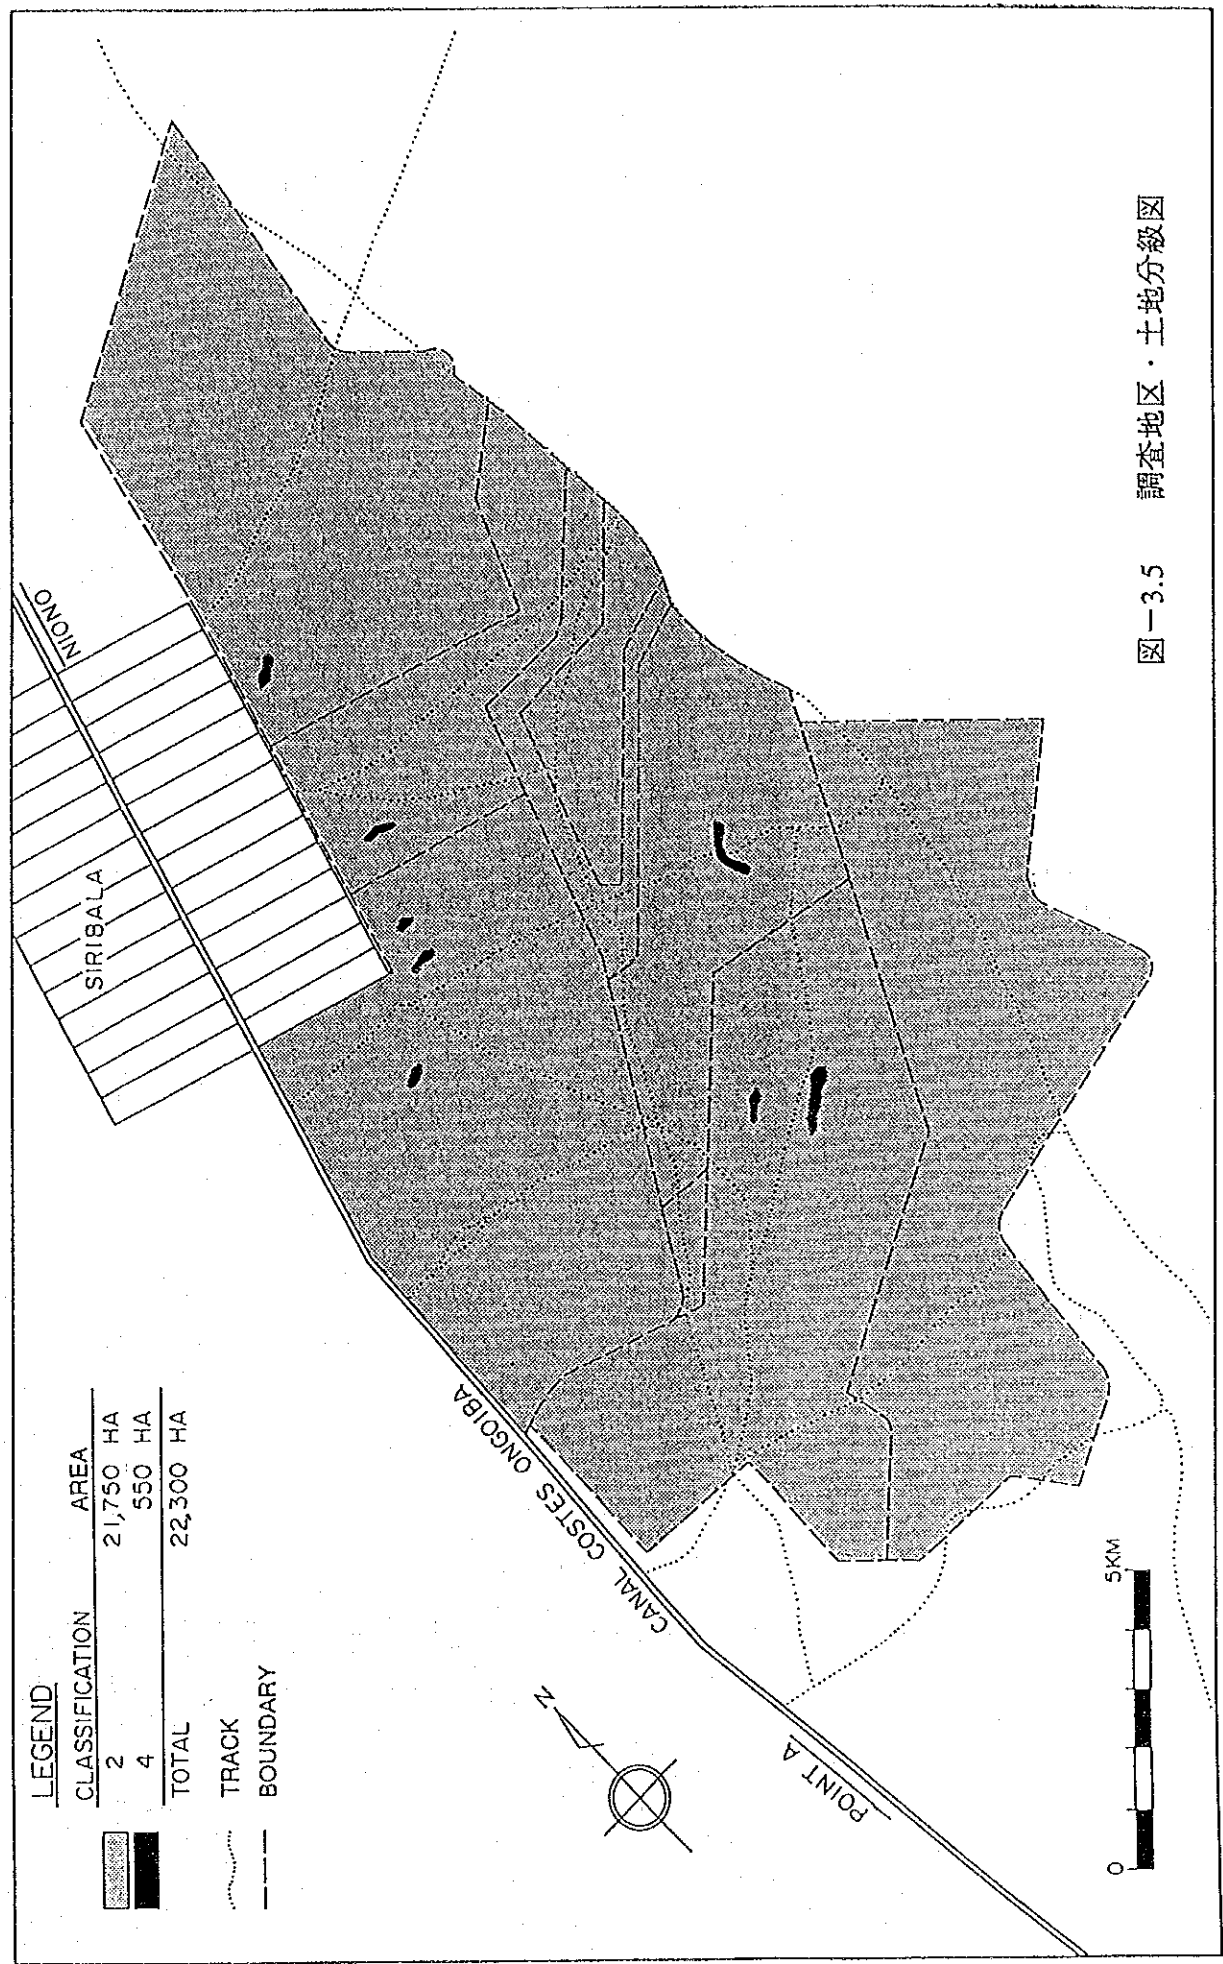 LEGEND
CLASSIFICATION AREA
2 21,750 HA
4 550 HA
TOTAL 22,300 HA
TRACK
BOUNDARY
NIONO
SIRIBALA
CANAL COSTES ONGOIBA
POINT A
N
0 5KM
図-3.5 調査地区・土地分級図